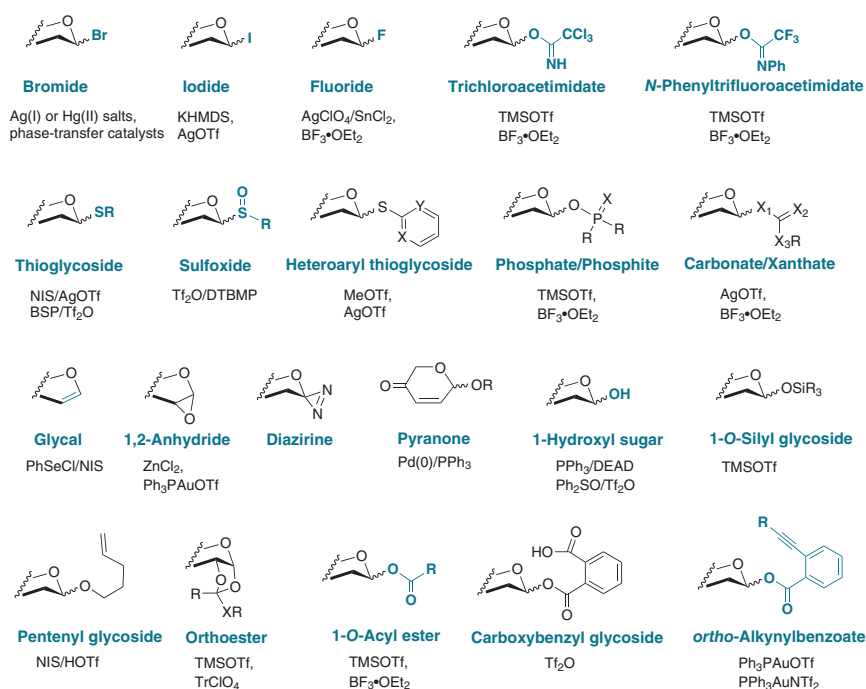 O Br
O I
O F
O O CCl3 NH
O O CF3 NPh
Bromide Iodide Fluoride Trichloroacetimidate N-Phenyltrifluoroacetimidate
Ag(I) or Hg(II) salts, KHMDS, AgClO4/SnCl2, TMSOTf TMSOTf
phase-transfer catalysts AgOTf BF3•OEt2 BF3•OEt2 BF3•OEt2
O SR
O O S R
O S Y X
O O X P R R
O X1 X2 X3R
Thioglycoside Sulfoxide Heteroaryl thioglycoside Phosphate/Phosphite Carbonate/Xanthate
NIS/AgOTf Tf2O/DTBMP MeOTf, TMSOTf, AgOTf,
BSP/Tf2O AgOTf BF3•OEt2 BF3•OEt2
O
O O
O N N
O O OR
O OH
O OSiR3
Glycal 1,2-Anhydride Diazirine Pyranone 1-Hydroxyl sugar 1-O-Silyl glycoside
PhSeCl/NIS ZnCl2, Pd(0)/PPh3 PPh3/DEAD TMSOTf
Ph3PAuOTf Ph2SO/Tf2O
O O
O O O R XR
O O R O
O O HO O O
O O R O
Pentenyl glycoside Orthoester 1-O-Acyl ester Carboxybenzyl glycoside ortho-Alkynylbenzoate
NIS/HOTf TMSOTf, TMSOTf, Tf2O Ph3PAuOTf
TrClO4 BF3•OEt2 PPh3AuNTf2